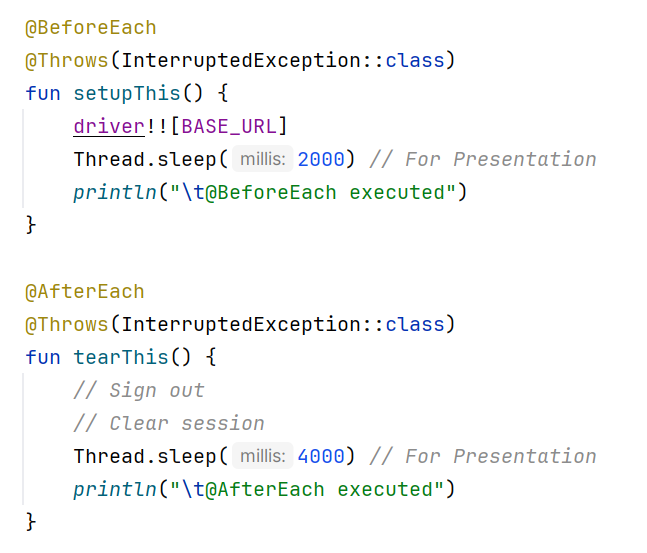 @BeforeEach
@Throws(InterruptedException::class)
fun setupThis() {
    driver!![BASE_URL]
    Thread.sleep( millis: 2000) // For Presentation
    println("\t@BeforeEach executed")
}

@AfterEach
@Throws(InterruptedException::class)
fun tearThis() {
    // Sign out
    // Clear session
    Thread.sleep( millis: 4000) // For Presentation
    println("\t@AfterEach executed")
}